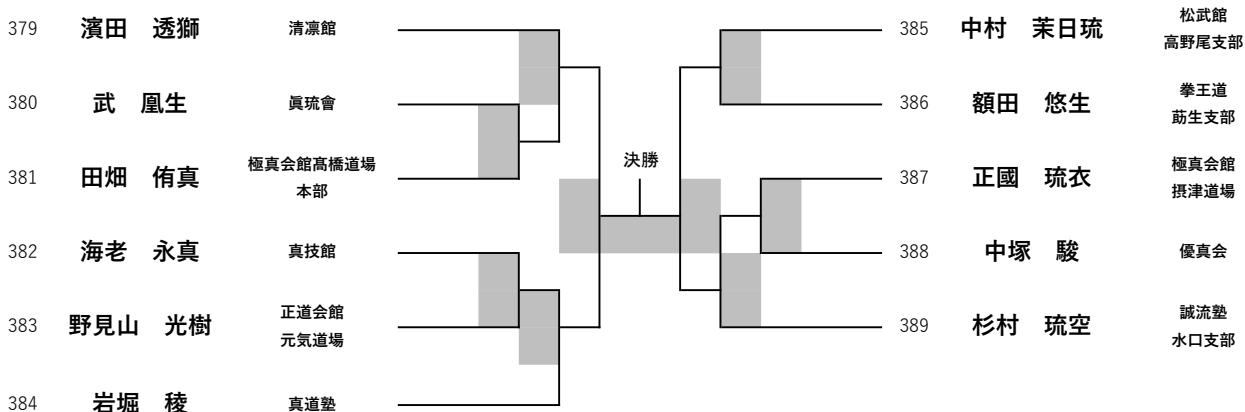 379 濱田　透獅 清凛館
380 武　凰生 眞琉會
381 田畑　侑真 極真会館髙橋道場
本部
382 海老　永真 真技館
383 野見山　光樹 正道会館
元気道場
384 岩堀　稜 真道塾
決勝
385 中村　茉日琉 松武館
高野尾支部
386 額田　悠生 拳王道
莇生支部
387 正國　琉衣 極真会館
摂津道場
388 中塚　駿 優真会
389 杉村　琉空 誠流塾
水口支部